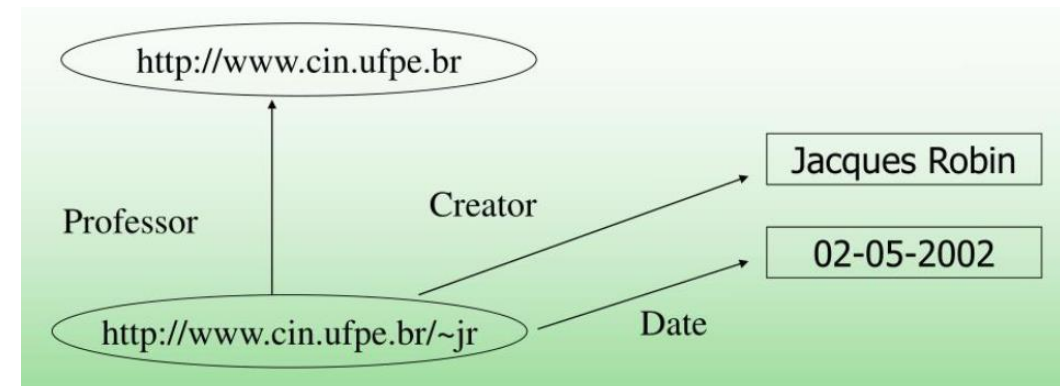 http://www.cin.ufpe.br
Jacques Robin
Creator
Professor
02-05-2002
http://www.cin.ufpe.br/~jr
Date